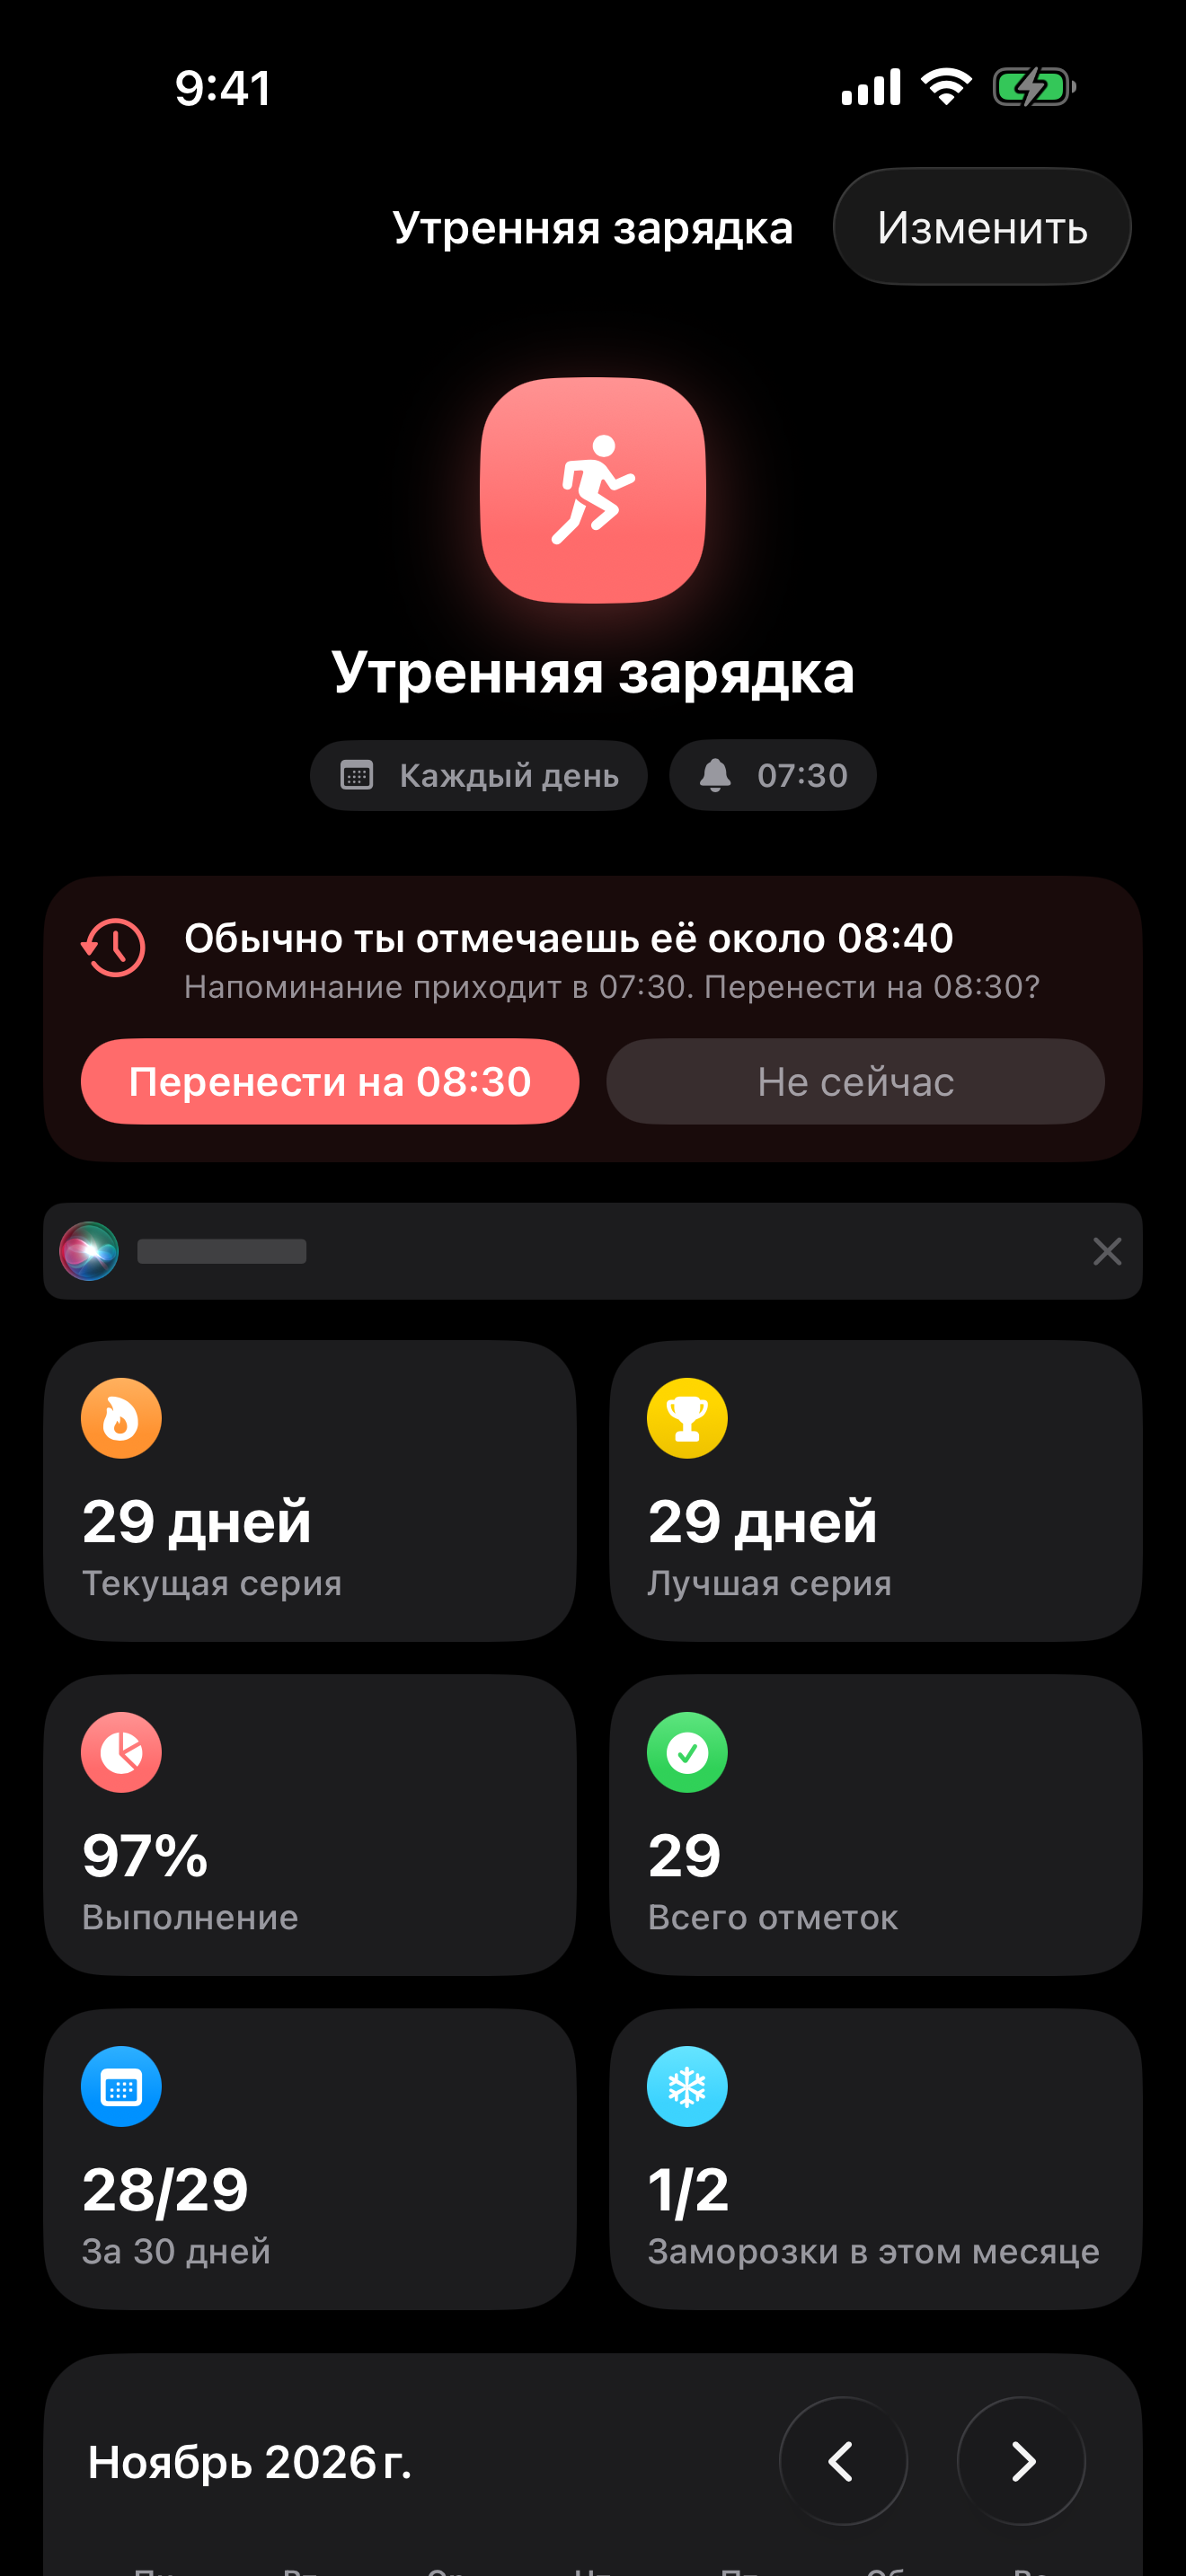 9:41
Утренняя зарядка
Изменить
Утренняя зарядка
Каждый день
07:30
Обычно ты отмечаешь её около 08:40
Напоминание приходит в 07:30. Перенести на 08:30?
Перенести на 08:30
Не сейчас
29 дней
Текущая серия
29 дней
Лучшая серия
97%
Выполнение
29
Всего отметок
28/29
За 30 дней
1/2
Заморозки в этом месяце
Ноябрь 2026 г.